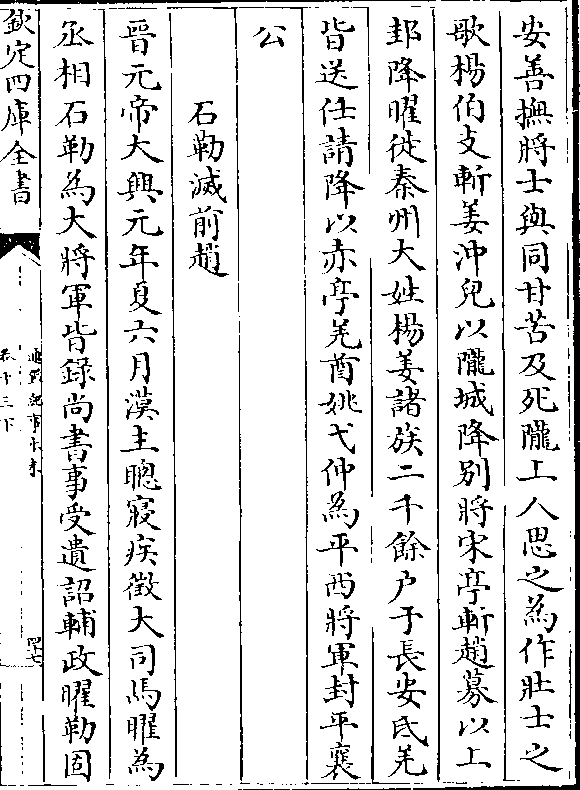 安善撫將士與同甘苦及死隴上人思之為作壯士之
歌楊伯支斬姜沖兒以隴城降别將宋亭斬趙募以上
邽降曜徙秦州大姓楊姜諸族二千餘户于長安氐羌
皆送任請降以赤亭羌酋姚弋仲為平西將軍封平襄
公
石勒滅前趙
晉元帝大興元年夏六月漢主聰寢疾徵大司馬曜為
丞相石勒為大將軍皆錄尚書事受遺詔輔政曜勒固
欽定四庫全書
通鑑紀事本末
卷十三下
四十七